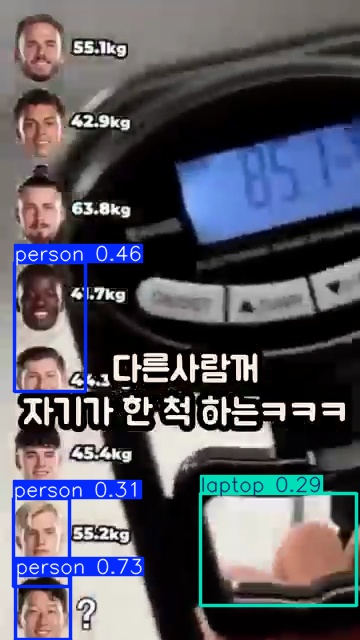 55.1kg
42.9kg
63.8kg
person 0.46
다른사람꺼
자기가 한 척 하는ㅋㅋㅋ
45.4kg
laptop 0.29
person 0.31
55.2kg
person 0.73
?